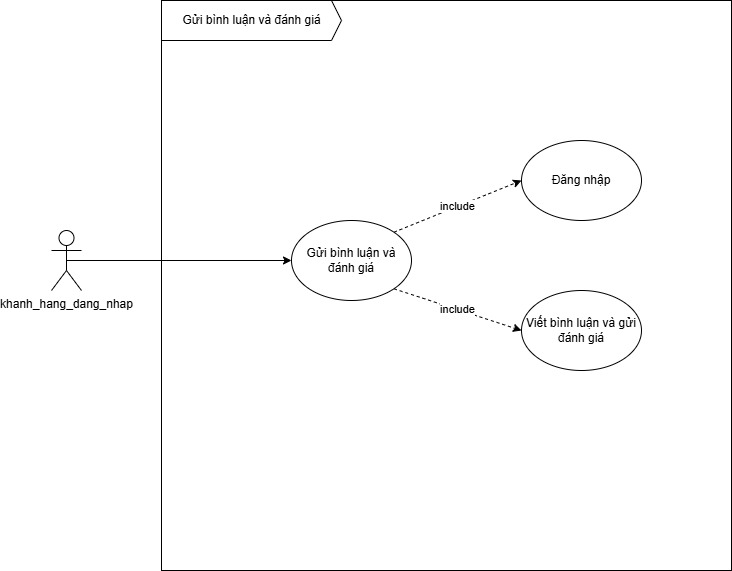 Gửi bình luận và đánh giá
Đăng nhập
include
Gửi bình luận và
đánh giá
khanh_hang_dang_nhap
include
Viết bình luận và gửi
đánh giá